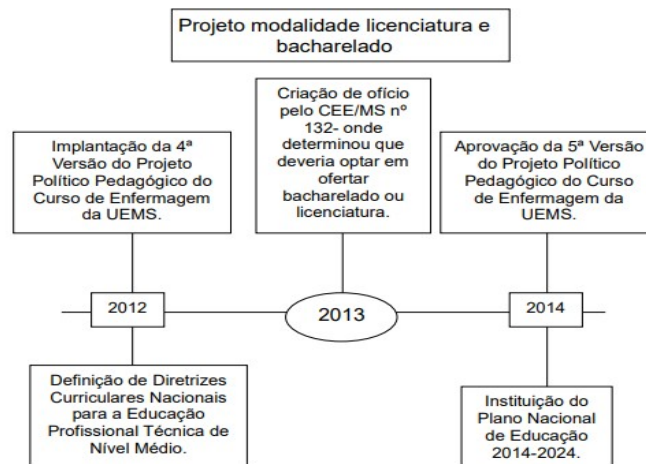 Projeto modalidade licenciatura e
bacharelado
Criação de ofício
pelo CEE/MS nº
132- onde
determinou que
deveria optar em
ofertar
bacharelado ou
licenciatura.
Implantação da 4ª
Versão do Projeto
Político Pedagógico do
Curso de Enfermagem
da UEMS.
Aprovação da 5ª Versão
do Projeto Político
Pedagógico do Curso
de Enfermagem da
UEMS.
2012
2013
2014
Definição de Diretrizes
Curriculares Nacionais
para a Educação
Profissional Técnica de
Nível Médio.
Instituição do
Plano Nacional
de Educação
2014-2024.